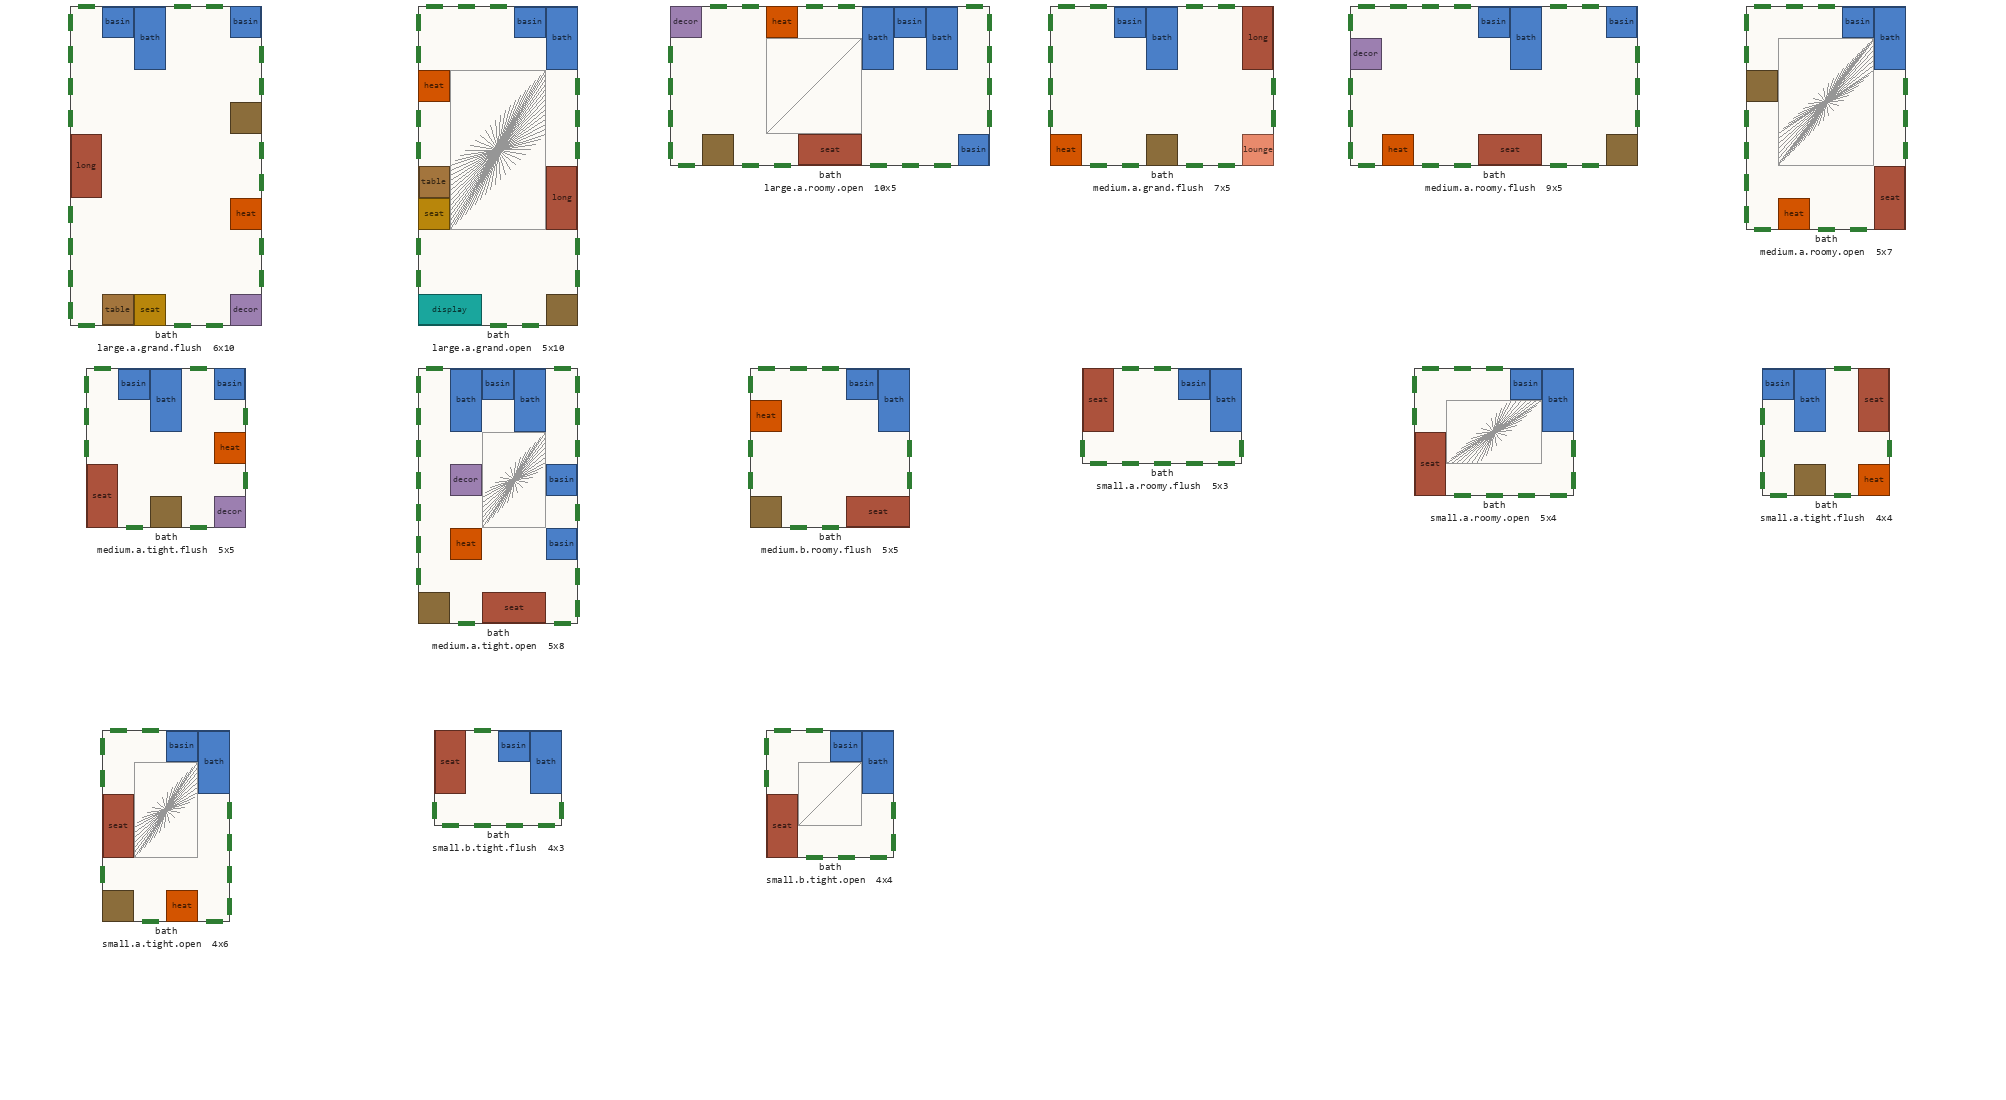 basin
bath
basin
long
heat
table seat decor
bath
large.a.grand.flush 6x10
basin
bath
heat
table
long
seat
display
bath
large.a.grand.open 5x10
decor heat basin
bath bath
seat basin
bath
large.a.roomy.open 10x5
basin
bath long
heat lounge
bath
medium.a.grand.flush 7x5
basin basin
bath
decor
heat seat
bath
medium.a.roomy.flush 9x5
basin
bath
seat
heat
bath
medium.a.roomy.open 5x7
basin basin
bath
heat
seat
decor
bath
medium.a.tight.flush 5x5
basin
bath bath
decor basin
heat basin
seat
bath
medium.a.tight.open 5x8
basin
bath
heat
seat
bath
medium.b.roomy.flush 5x5
basin
seat bath
bath
small.a.roomy.flush 5x3
basin
bath
seat
bath
small.a.roomy.open 5x4
basin
bath seat
heat
bath
small.a.tight.flush 4x4
basin
bath
seat
heat
bath
small.a.tight.open 4x6
basin
seat bath
bath
small.b.tight.flush 4x3
basin
bath
seat
bath
small.b.tight.open 4x4